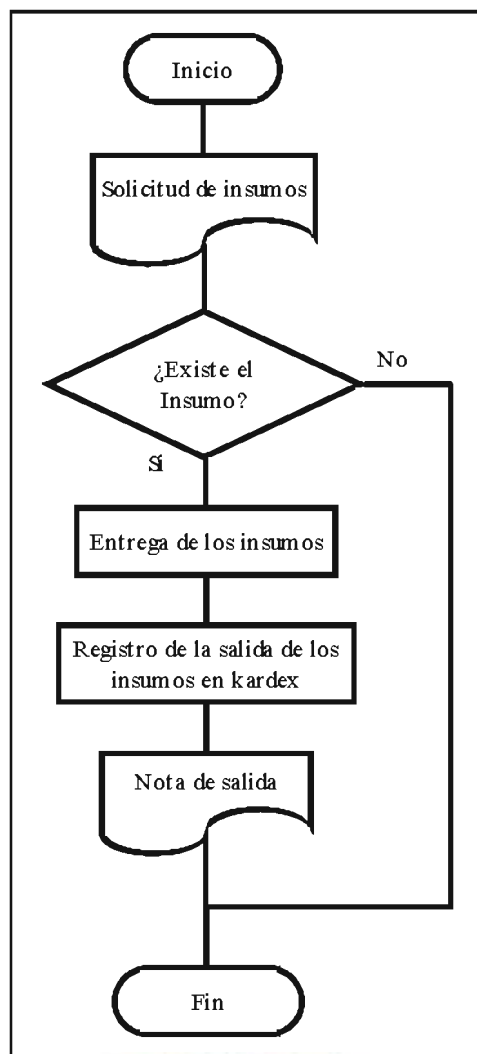 Inicio
Solicitud de insumos
¿Existe el
Insumo?
No
Sí
Entrega de los insumos
Registro de la salida de los
insumos en kardex
Nota de salida
Fin